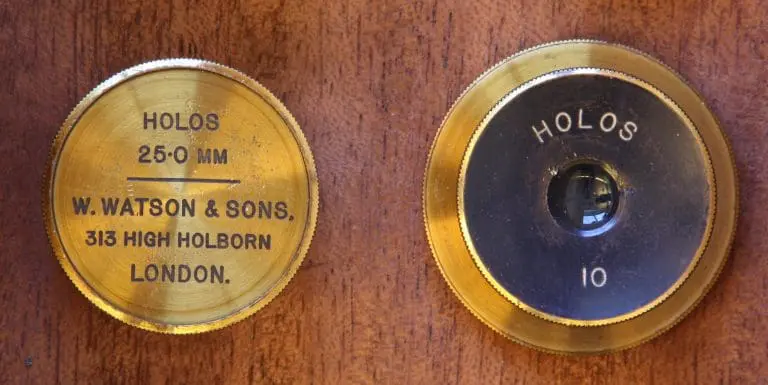 HOLOS
25·0 MM
W. WATSON & SONS.
313 HIGH HOLBORN
LONDON.
HOLOS
10